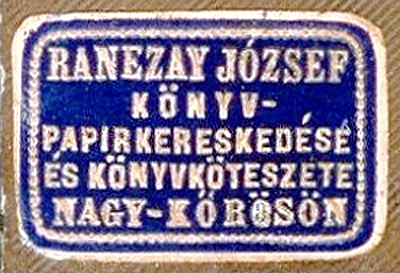 RANEZAY JÓZSEF
KÖNYV-
PAPIRKERESKEDÉSE
ÉS KÖNYVKÖTESZETE
NAGY-KŐRÖSÖN